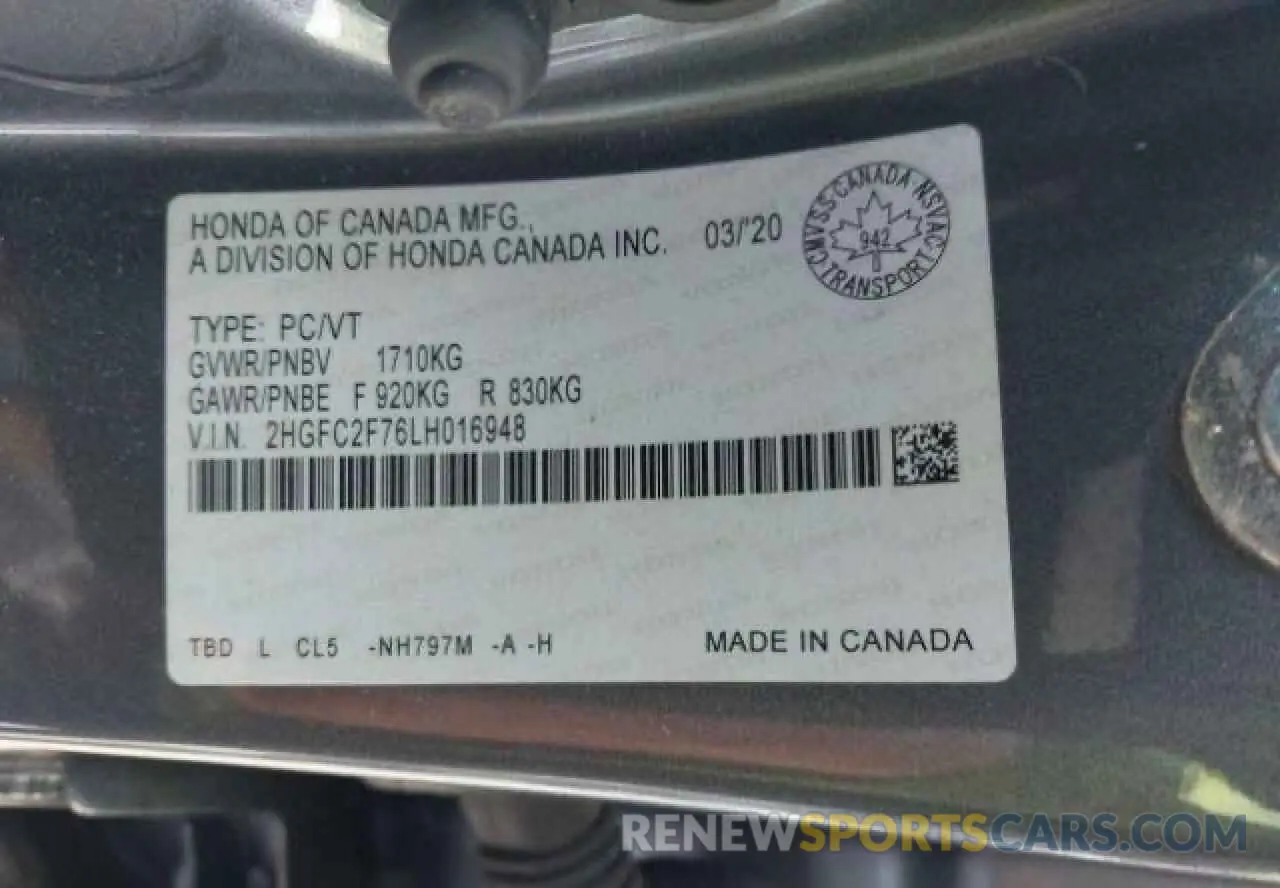 HONDA OF CANADA MFG.,
A DIVISION OF HONDA CANADA INC. 03/'20
CMVSS·CANADA·NSVAC
942
TRANSPORT
TYPE: PC/VT
GVWR/PNBV 1710KG
GAWR/PNBE F 920KG R 830KG
V.I.N. 2HGFC2F76LH016948
TBD L CL5 -NH797M -A -H MADE IN CANADA
RENEWSPORTSCARS.COM